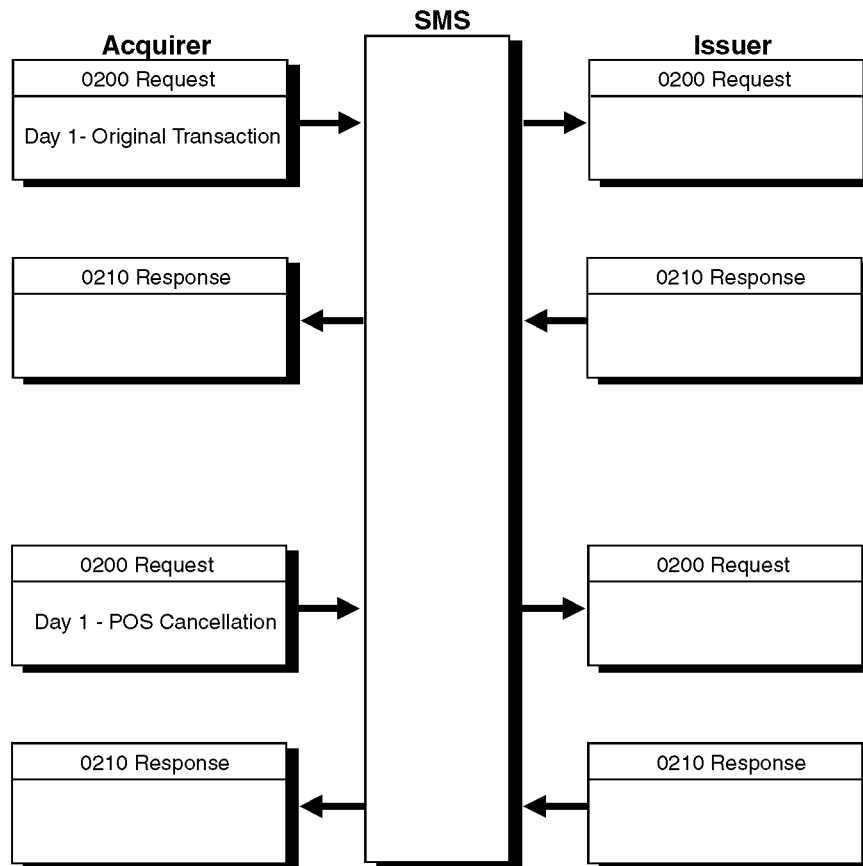 SMS
Acquirer
Issuer
0200 Request
0200 Request
Day 1- Original Transaction
0210 Response
0210 Response
0200 Request
0200 Request
Day 1 - POS Cancellation
0210 Response
0210 Response